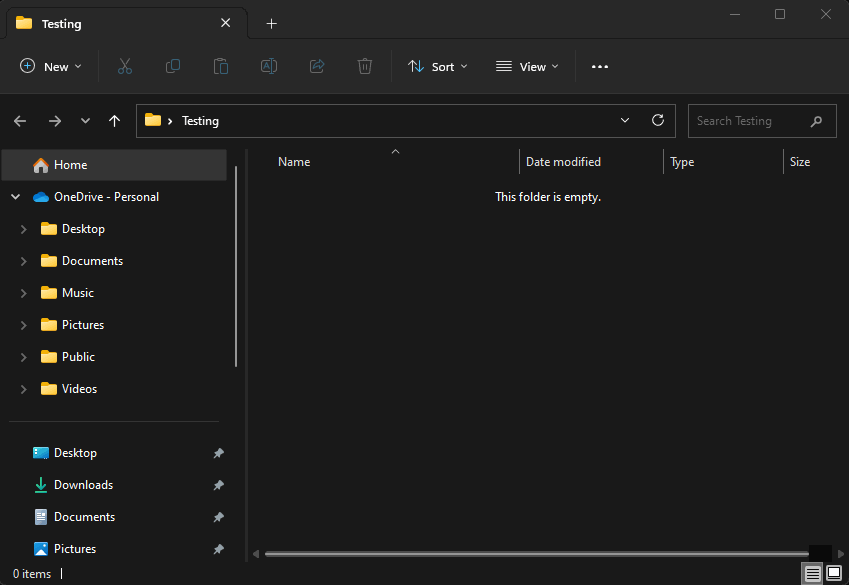 Testing
New Sort View
Testing Search Testing
Name Date modified Type Size
This folder is empty.
Home
OneDrive - Personal
Desktop
Documents
Music
Pictures
Public
Videos
Desktop
Downloads
Documents
Pictures
0 items